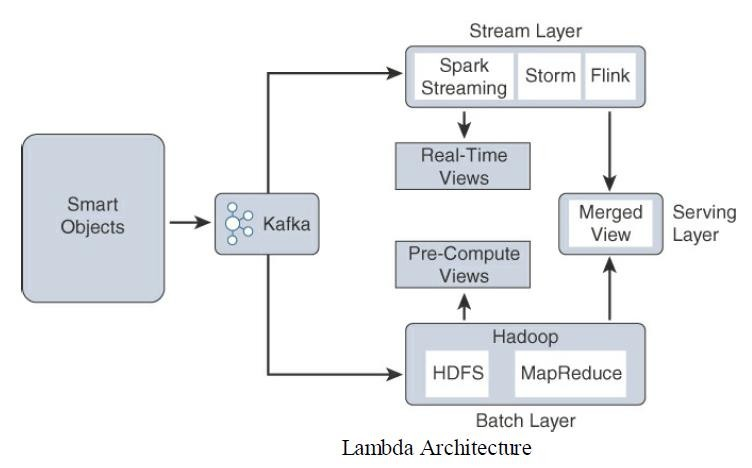 Stream Layer
Spark
Streaming
Storm
Flink
Real-Time
Views
Smart
Objects
Kafka
Merged
View
Serving
Layer
Pre-Compute
Views
Hadoop
HDFS
MapReduce
Batch Layer
Lambda Architecture